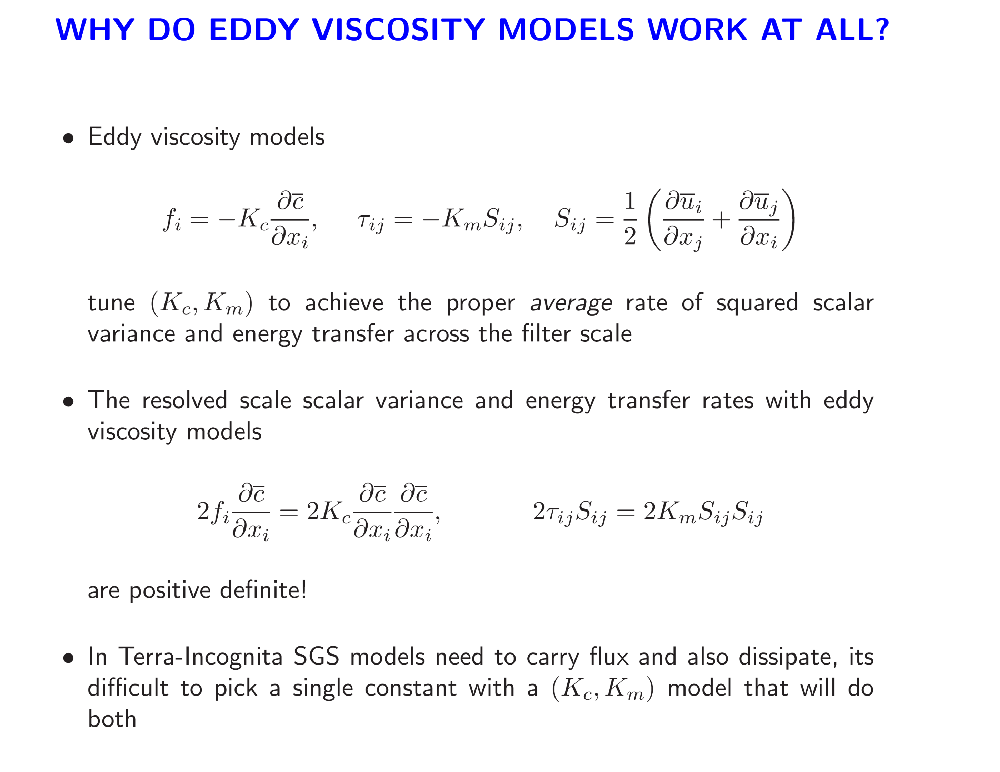 WHY DO EDDY VISCOSITY MODELS WORK AT ALL?
• Eddy viscosity models
$f_i = -K_c \frac{\partial \overline{c}}{\partial x_i}, \quad \tau_{ij} = -K_m S_{ij}, \quad S_{ij} = \frac{1}{2} \left( \frac{\partial \overline{u}_i}{\partial x_j} + \frac{\partial \overline{u}_j}{\partial x_i} \right)$
tune $(K_c, K_m)$ to achieve the proper average rate of squared scalar
variance and energy transfer across the filter scale
• The resolved scale scalar variance and energy transfer rates with eddy
viscosity models
$2 f_i \frac{\partial \overline{c}}{\partial x_i} = 2 K_c \frac{\partial \overline{c}}{\partial x_i} \frac{\partial \overline{c}}{\partial x_i}, \quad 2 \tau_{ij} S_{ij} = 2 K_m S_{ij} S_{ij}$
are positive definite!
• In Terra-Incognita SGS models need to carry flux and also dissipate, its
difficult to pick a single constant with a $(K_c, K_m)$ model that will do
both